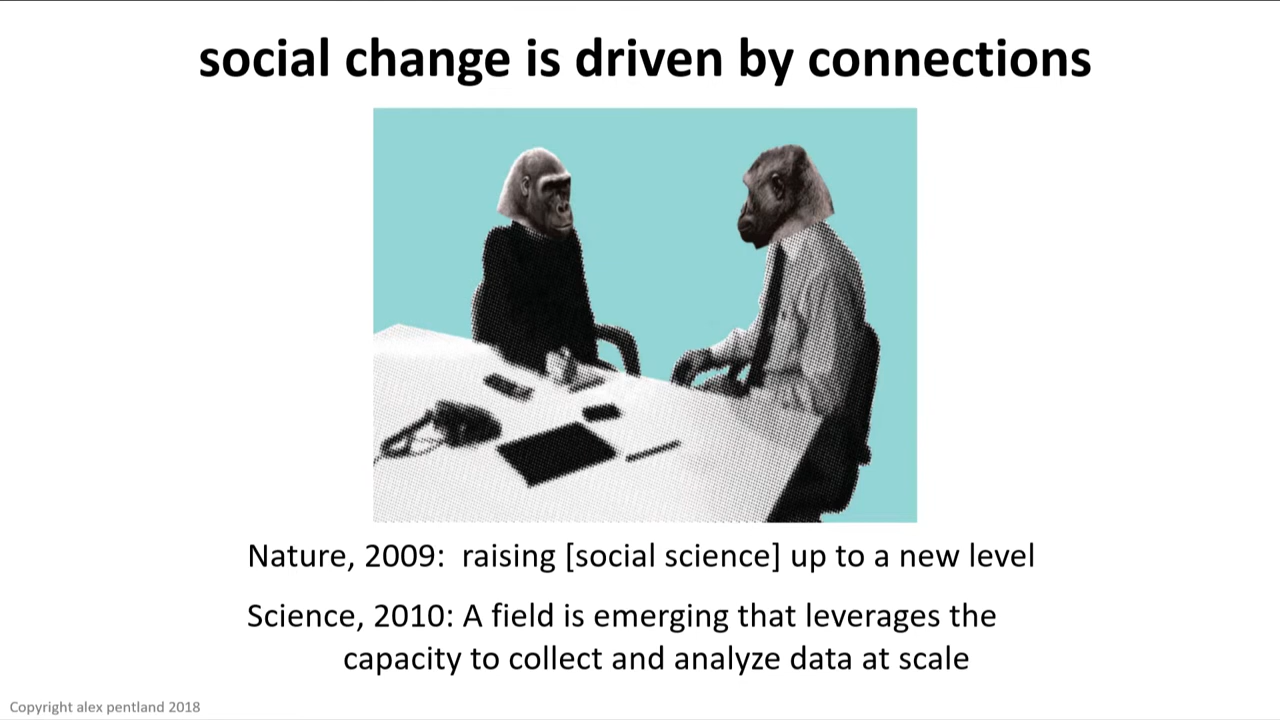 social change is driven by connections
Nature, 2009:  raising [social science] up to a new level
Science, 2010: A field is emerging that leverages the
capacity to collect and analyze data at scale
Copyright alex pentland 2018